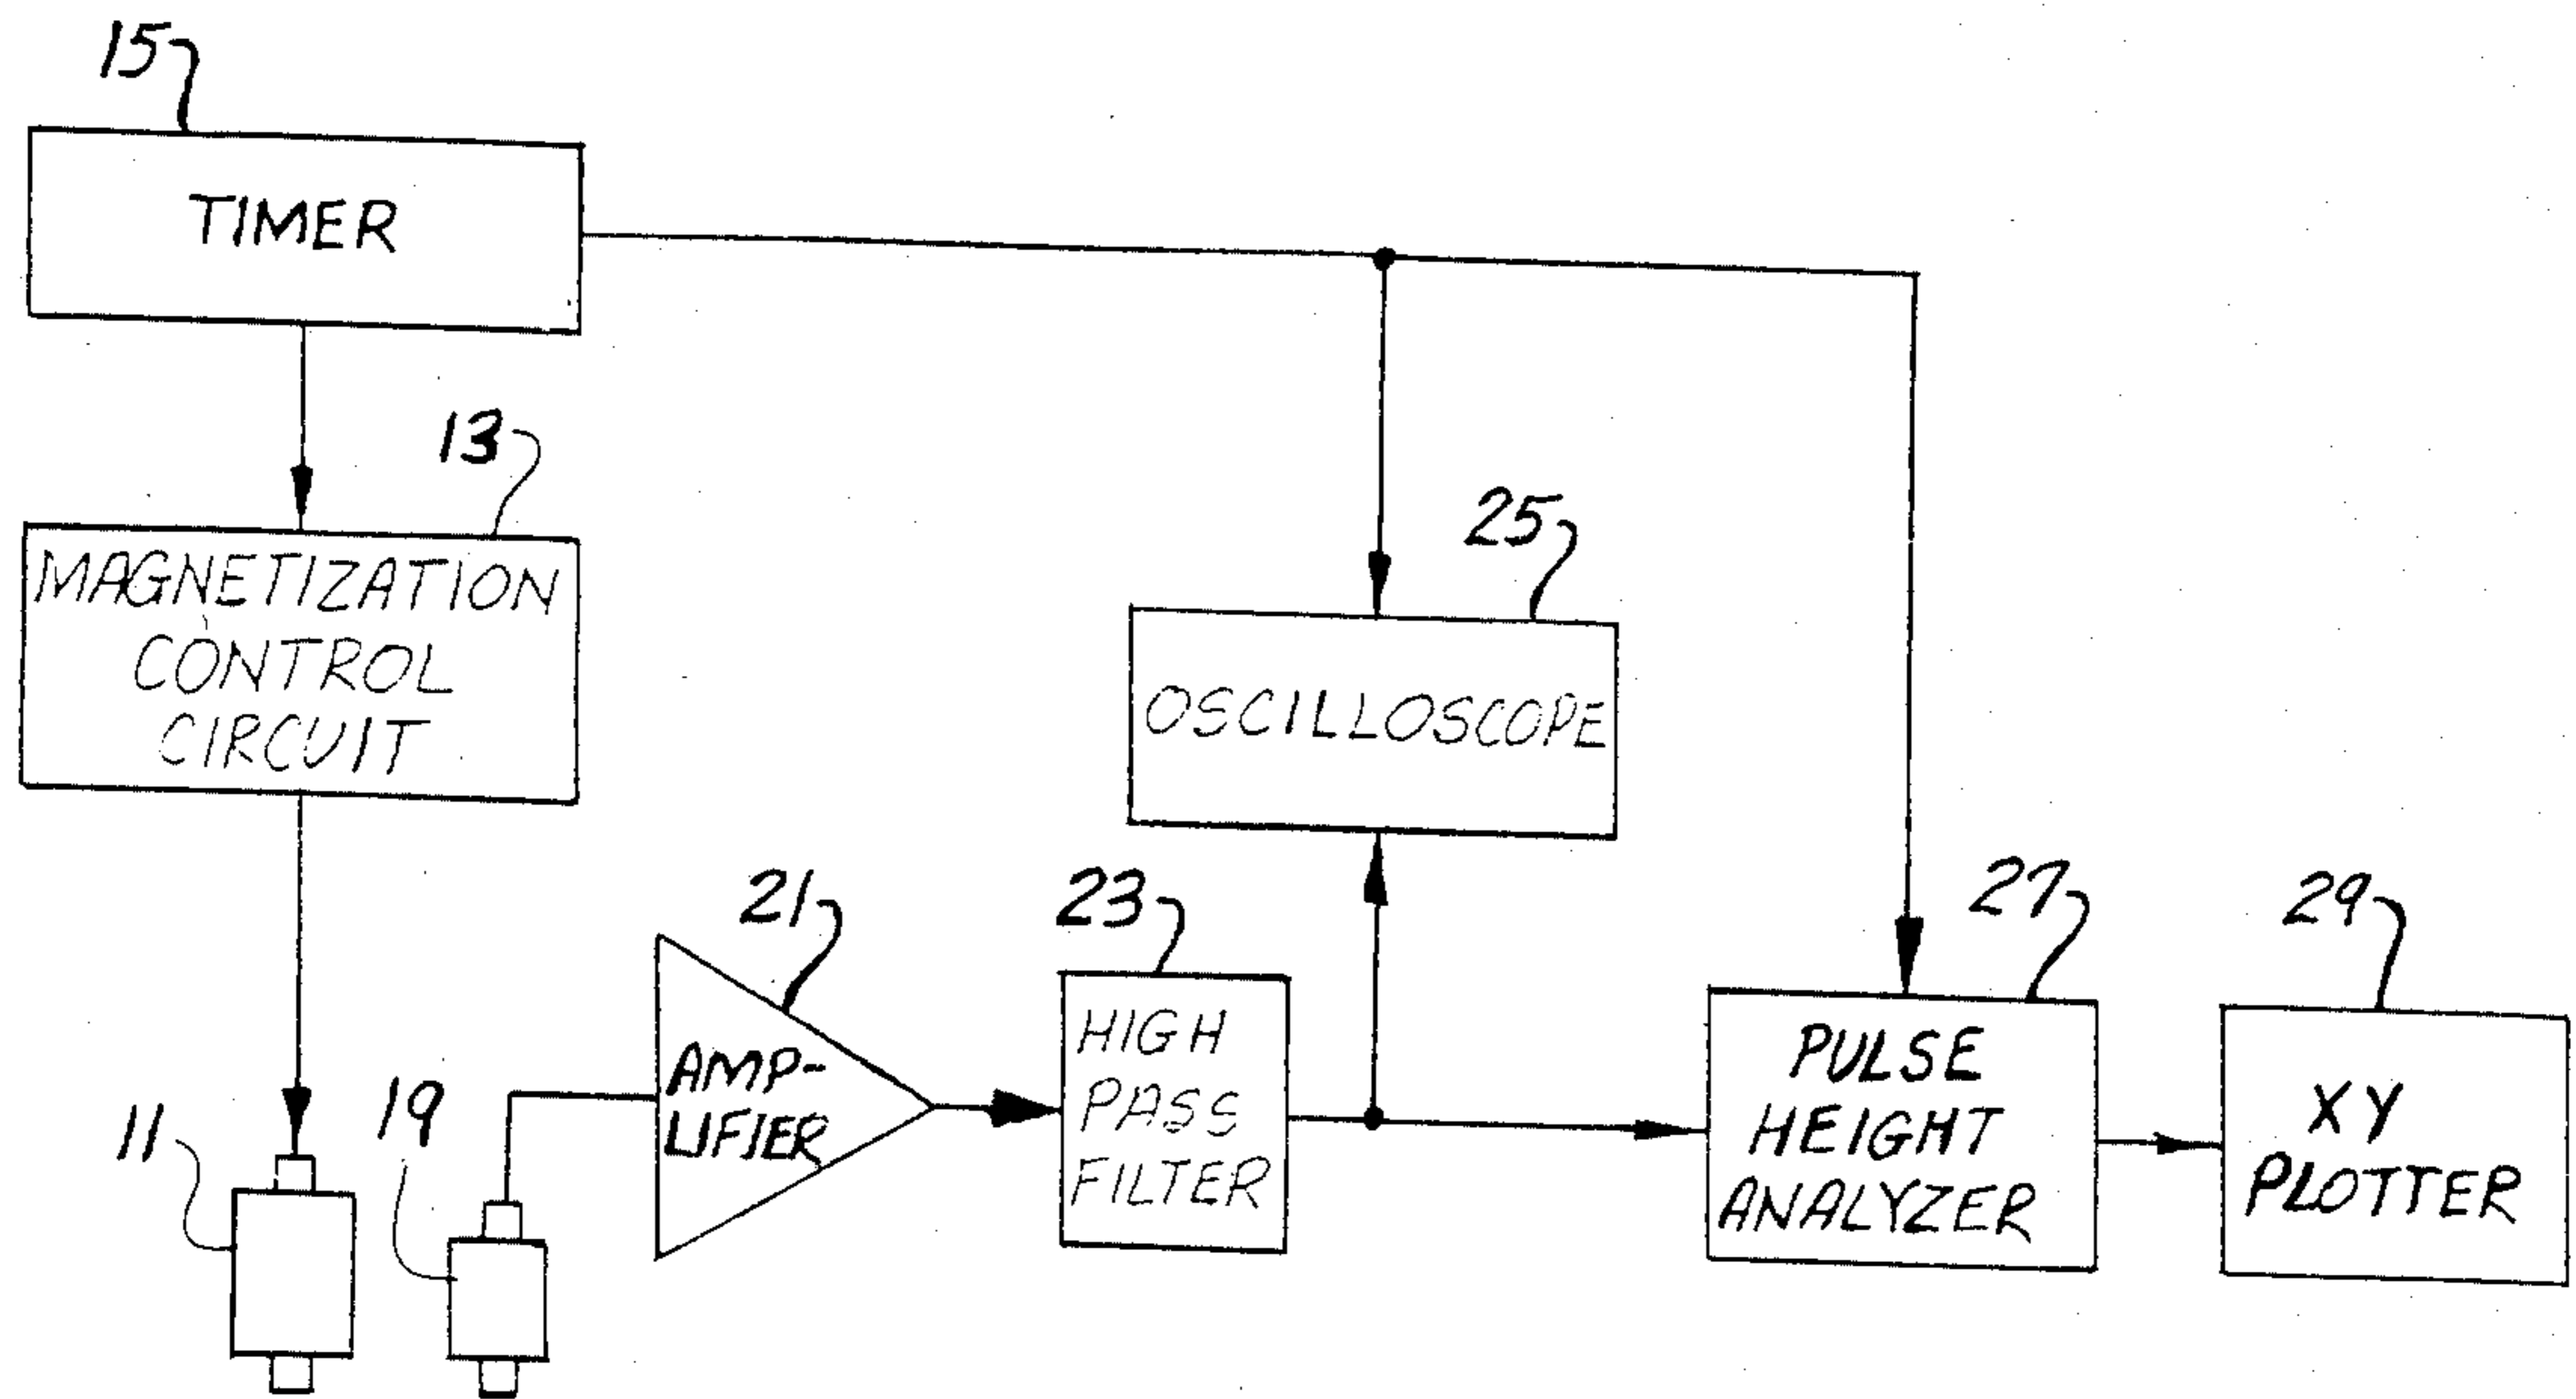 15
TIMER
13
MAGNETIZATION
CONTROL
CIRCUIT
25
OSCILLOSCOPE
21
AMP-
LIFIER
23
HIGH
PASS
FILTER
27
PULSE
HEIGHT
ANALYZER
29
XY
PLOTTER
11
19